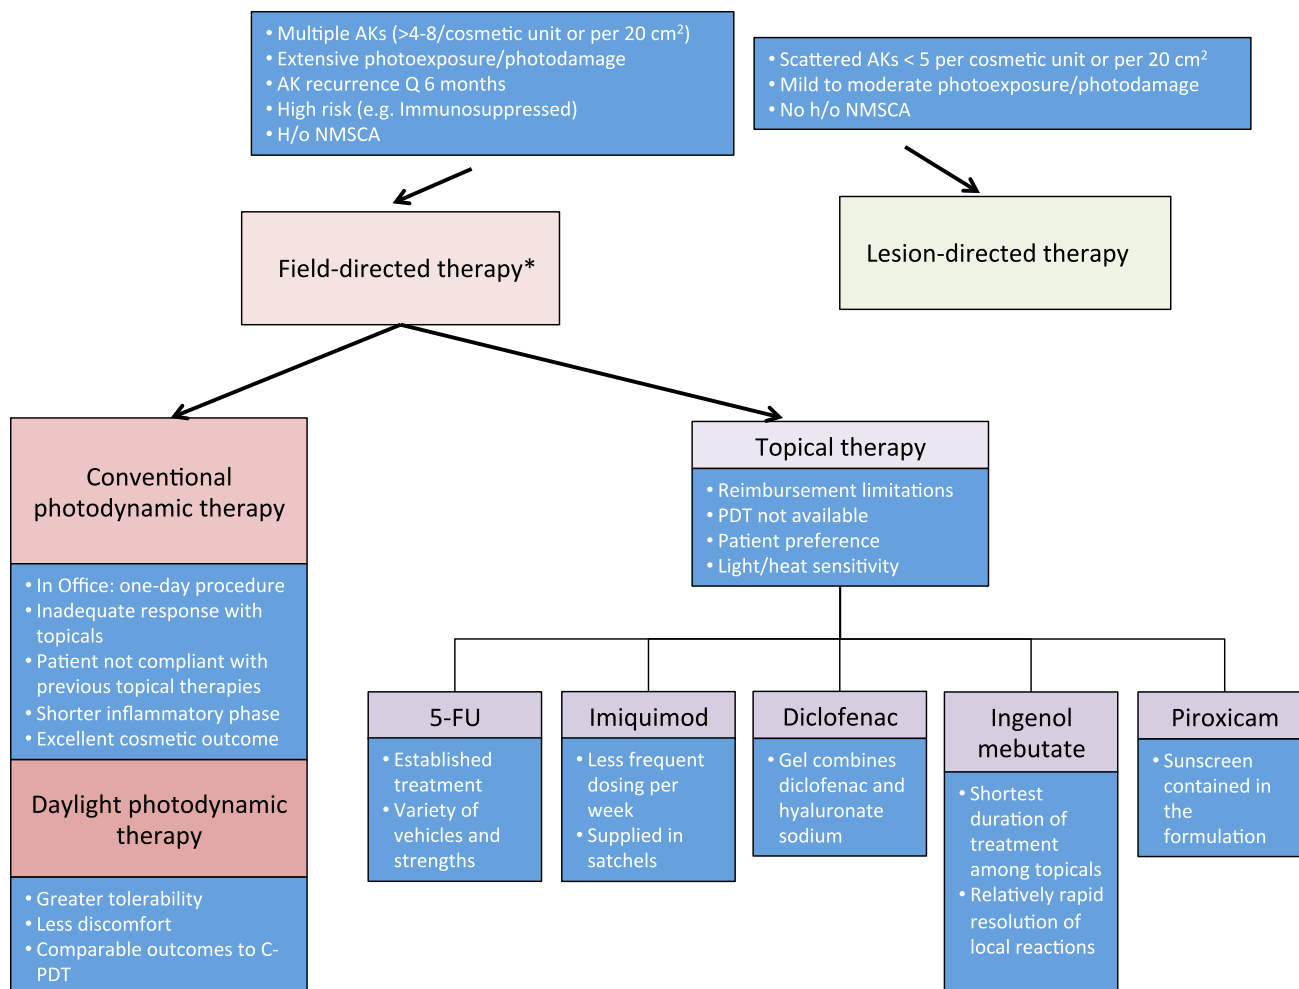 • Multiple AKs (>4-8/cosmetic unit or per 20 cm²)
• Extensive photoexposure/photodamage
• AK recurrence Q 6 months
• High risk (e.g. Immunosuppressed)
• H/o NMSCA
• Scattered AKs < 5 per cosmetic unit or per 20 cm²
• Mild to moderate photoexposure/photodamage
• No h/o NMSCA
Field-directed therapy*
Lesion-directed therapy
Conventional
photodynamic therapy
• In Office: one-day procedure
• Inadequate response with
topicals
• Patient not compliant with
previous topical therapies
• Shorter inflammatory phase
• Excellent cosmetic outcome
Daylight photodynamic
therapy
• Greater tolerability
• Less discomfort
• Comparable outcomes to C-
PDT
Topical therapy
• Reimbursement limitations
• PDT not available
• Patient preference
• Light/heat sensitivity
5-FU
• Established
treatment
• Variety of
vehicles and
strengths
Imiquimod
• Less frequent
dosing per
week
• Supplied in
satchels
Diclofenac
• Gel combines
diclofenac and
hyaluronate
sodium
Ingenol
mebutate
• Shortest
duration of
treatment
among topicals
• Relatively rapid
resolution of
local reactions
Piroxicam
• Sunscreen
contained in
the
formulation